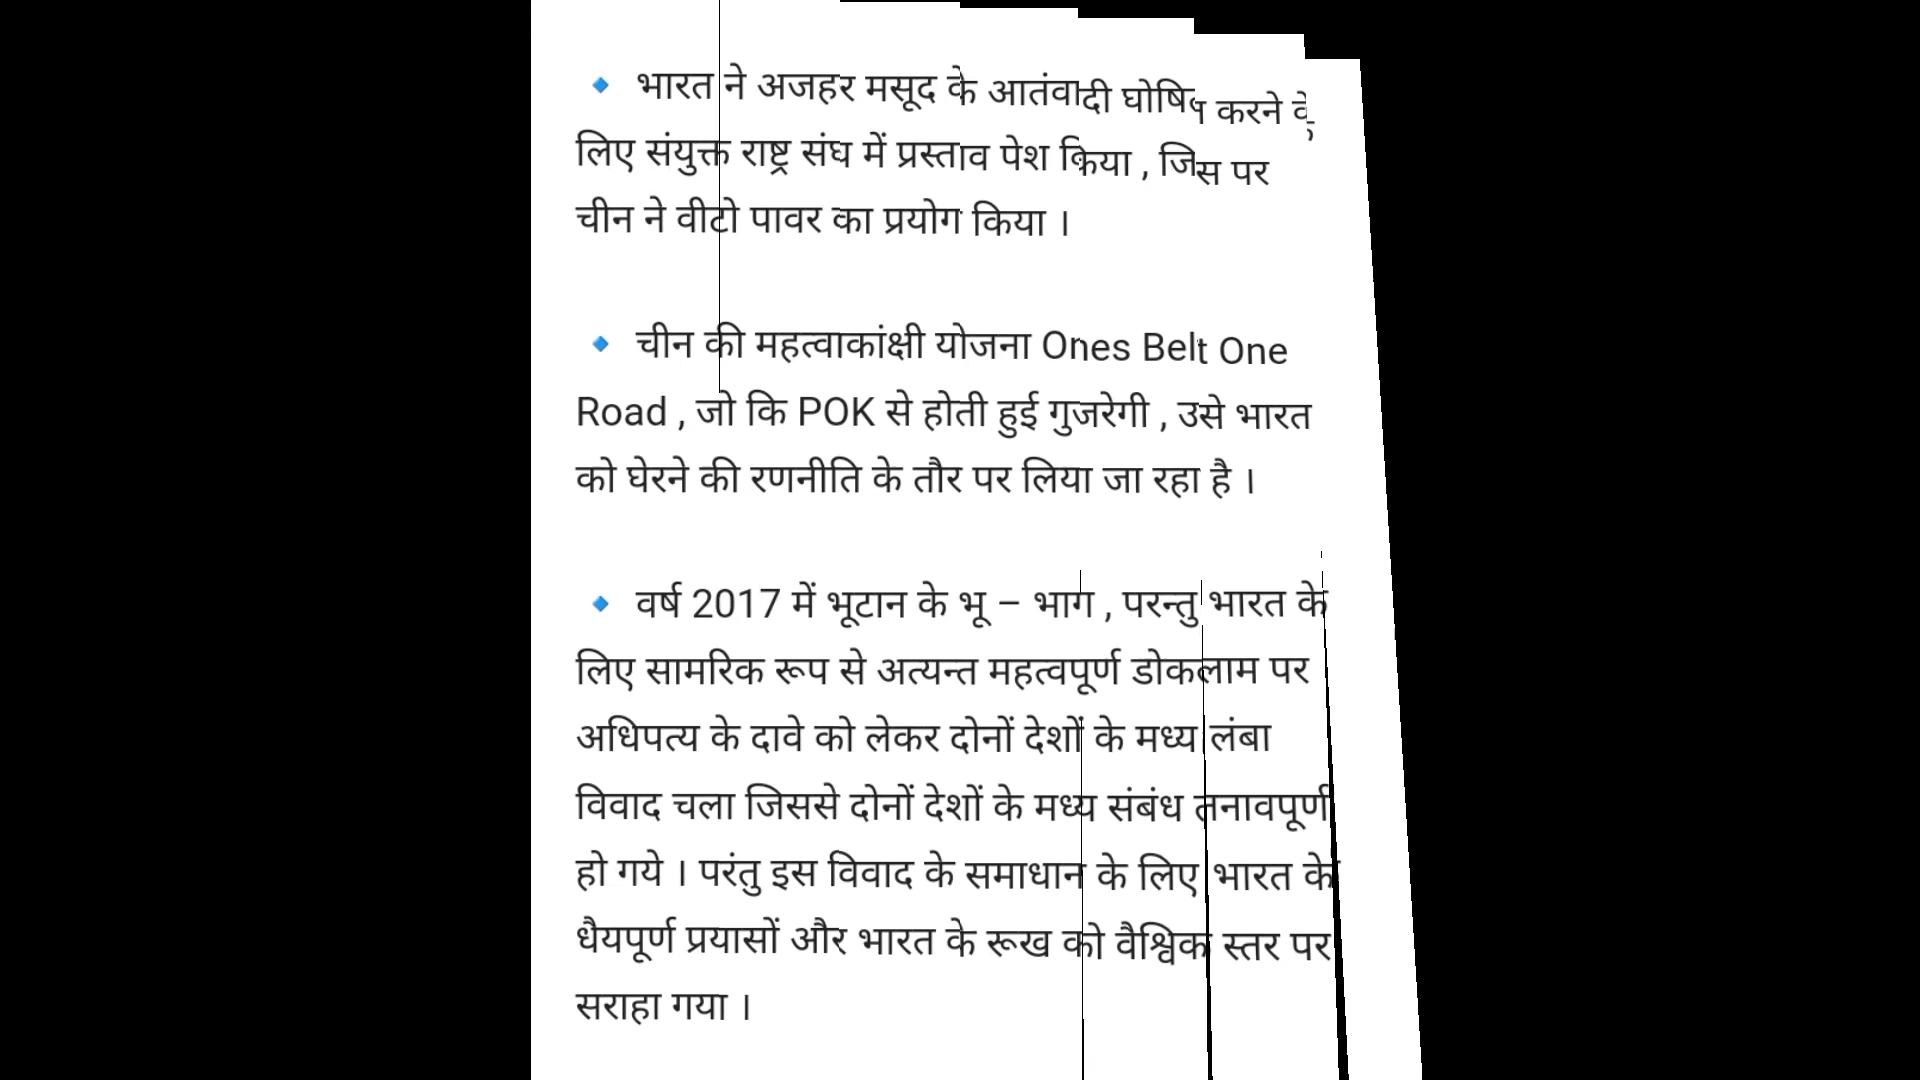 🔹 भारत ने अजहर मसूद के आतंवादी घोषित करने के
लिए संयुक्त राष्ट्र संघ में प्रस्ताव पेश किया , जिस पर
चीन ने वीटो पावर का प्रयोग किया ।
🔹 चीन की महत्वाकांक्षी योजना Ones Belt One
Road , जो कि POK से होती हुई गुजरेगी , उसे भारत
को घेरने की रणनीति के तौर पर लिया जा रहा है ।
🔹 वर्ष 2017 में भूटान के भू – भाग , परन्तु भारत के
लिए सामरिक रूप से अत्यन्त महत्वपूर्ण डोकलाम पर
अधिपत्य के दावे को लेकर दोनों देशों के मध्य लंबा
विवाद चला जिससे दोनों देशों के मध्य संबंध तनावपूर्ण
हो गये । परंतु इस विवाद के समाधान के लिए भारत के
धैयपूर्ण प्रयासों और भारत के रूख को वैश्विक स्तर पर
सराहा गया ।